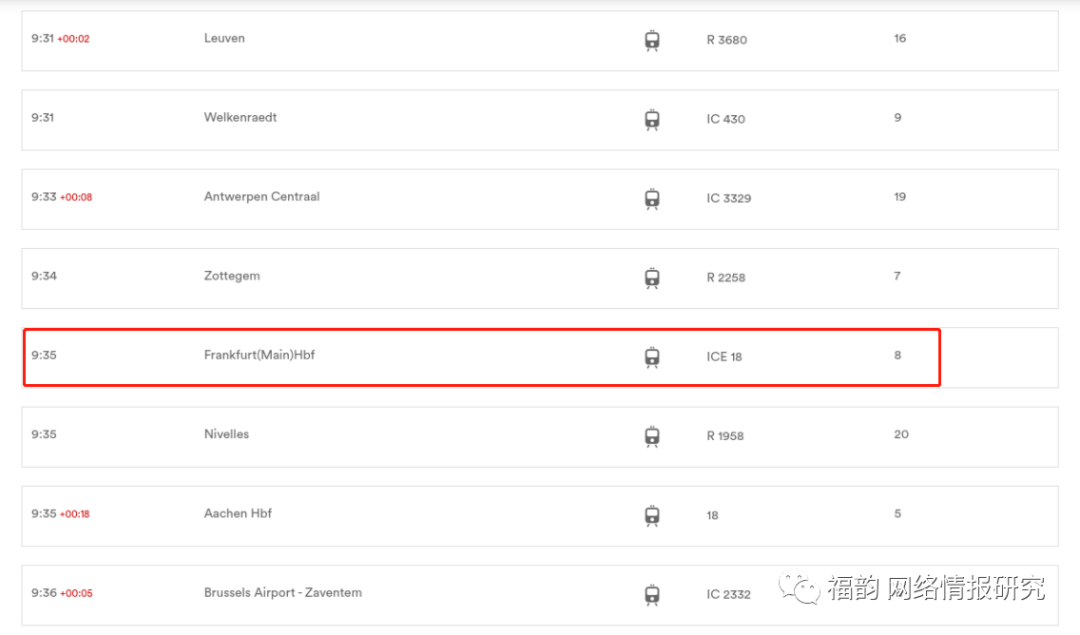 9:31 +00:02 Leuven R 3680 16
9:31 Welkenraedt IC 430 9
9:33 +00:08 Antwerpen Centraal IC 3329 19
9:34 Zottegem R 2258 7
9:35 Frankfurt(Main)Hbf ICE 18 8
9:35 Nivelles R 1958 20
9:35 +00:18 Aachen Hbf 18 5
9:36 +00:05 Brussels Airport - Zaventem IC 2332
福韵 网络情报研究